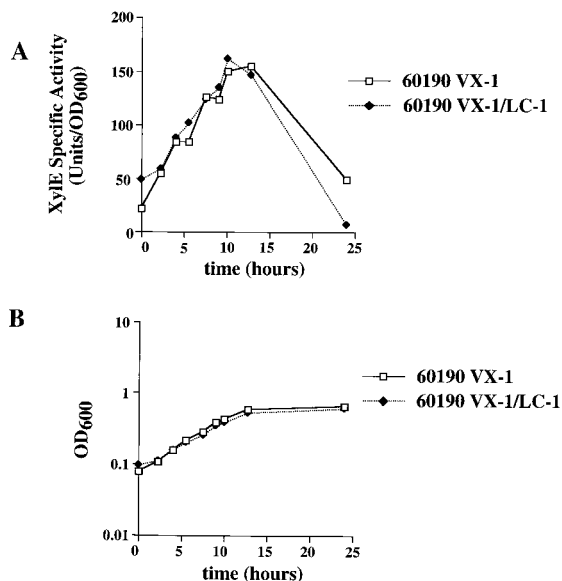 A
XylE Specific Activity
(Units/OD600)
200
150
100
50
0
0 5 10 15 20 25
time (hours)
60190 VX-1
60190 VX-1/LC-1
B
OD600
10
1
0.1
0.01
0 5 10 15 20 25
time (hours)
60190 VX-1
60190 VX-1/LC-1